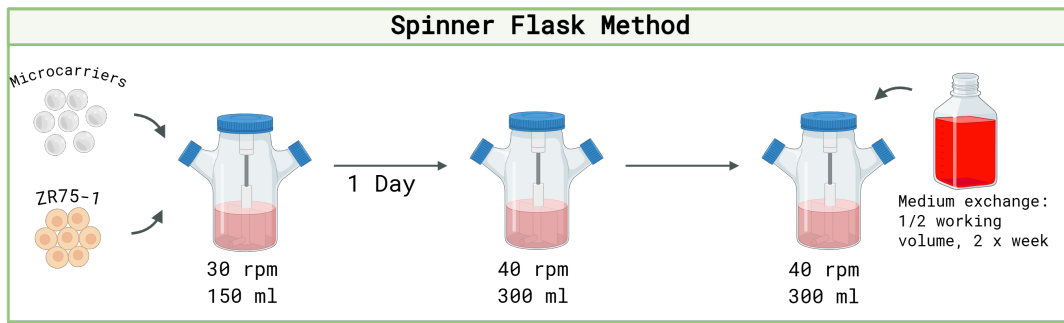 Spinner Flask Method
Microcarriers
ZR75-1
1 Day
30 rpm
150 ml
40 rpm
300 ml
40 rpm
300 ml
Medium exchange:
1/2 working
volume, 2 x week